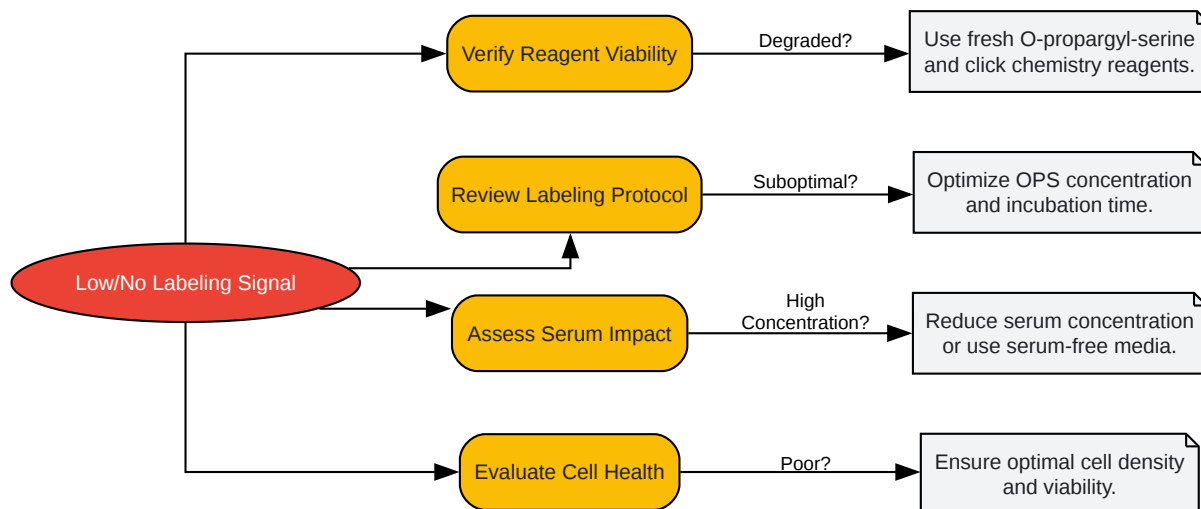 Verify Reagent Viability
Degraded?
Use fresh O-propargyl-serine
and click chemistry reagents.
Review Labeling Protocol
Suboptimal?
Optimize OPS concentration
and incubation time.
Low/No Labeling Signal
Assess Serum Impact
High
Concentration?
Reduce serum concentration
or use serum-free media.
Evaluate Cell Health
Poor?
Ensure optimal cell density
and viability.